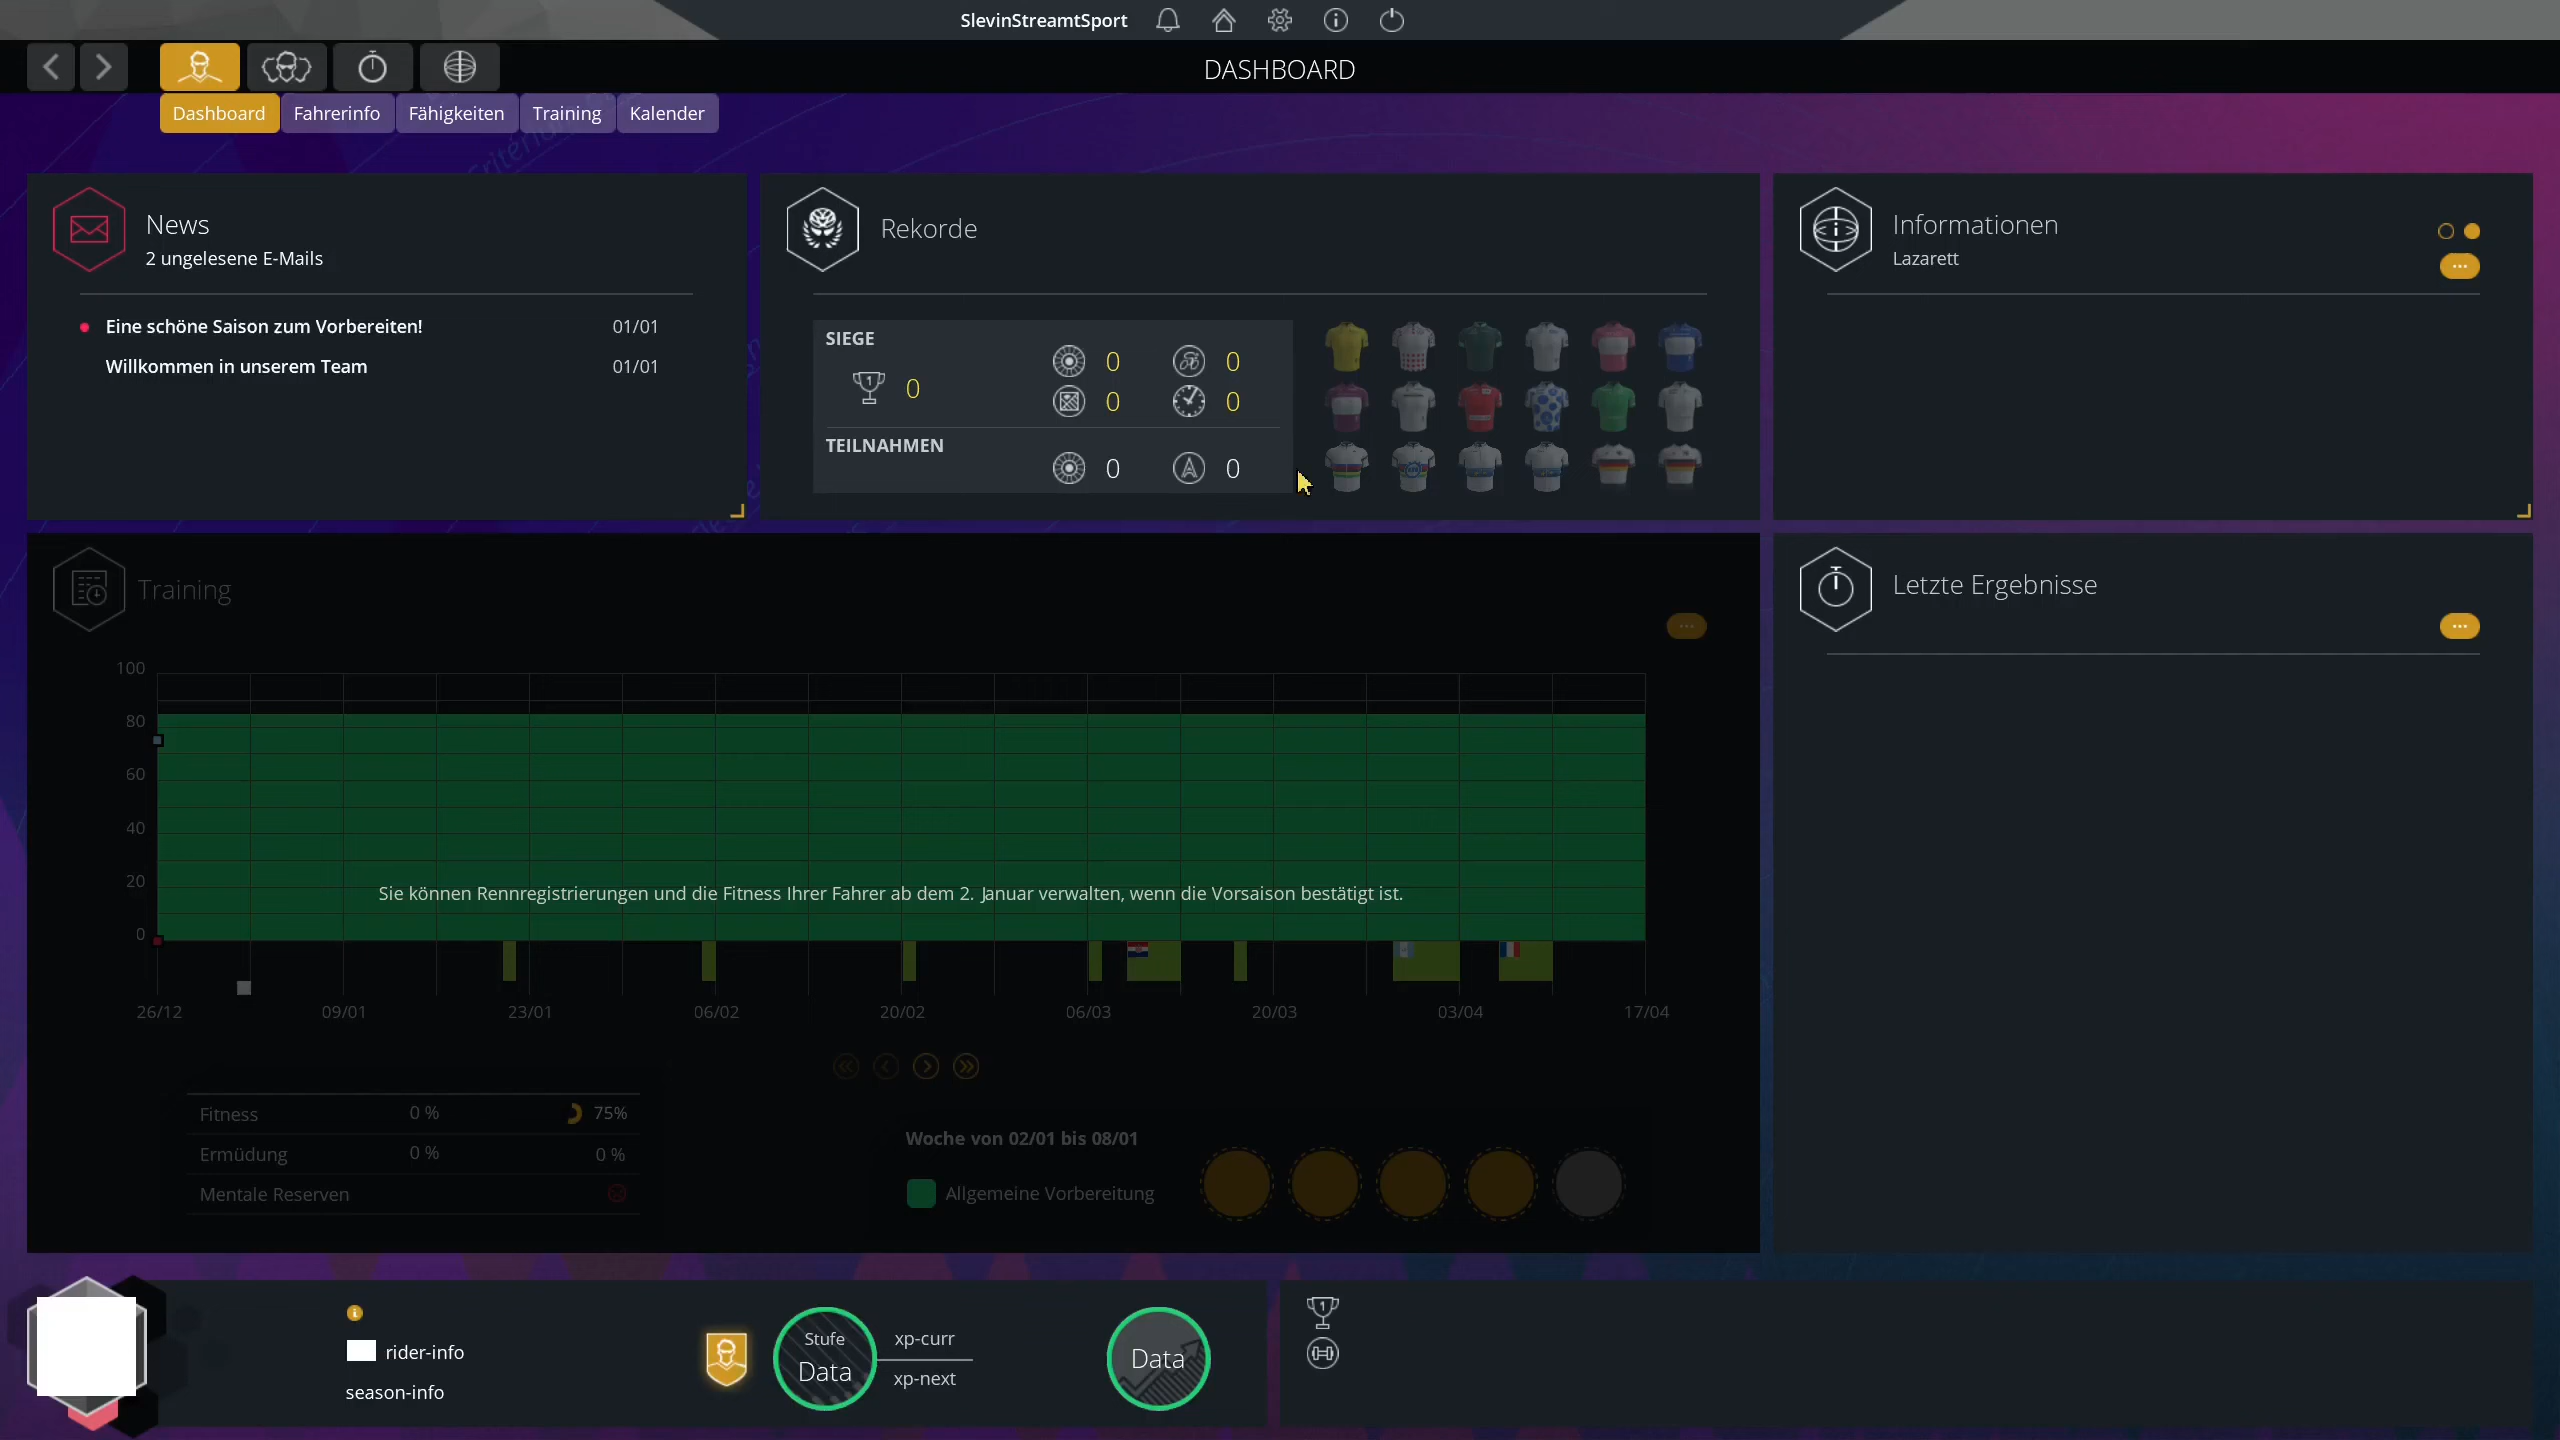 SlevinStreamtSport
DASHBOARD
Dashboard Fahrerinfo Fähigkeiten Training Kalender
News
2 ungelesene E-Mails
Eine schöne Saison zum Vorbereiten! 01/01
Willkommen in unserem Team 01/01
Rekorde
SIEGE
0 0 0
0 0
TEILNAHMEN
0 0
Informationen
Lazarett
Training
100
80
60
40
20
0
Sie können Rennregistrierungen und die Fitness Ihrer Fahrer ab dem 2. Januar verwalten, wenn die Vorsaison bestätigt ist.
26/12 09/01 23/01 06/02 20/02 06/03 20/03 03/04 17/04
Fitness 0 % 75%
Ermüdung 0 % 0 %
Mentale Reserven
Woche von 02/01 bis 08/01
Allgemeine Vorbereitung
Letzte Ergebnisse
rider-info
season-info
Stufe
Data
xp-curr
xp-next
Data